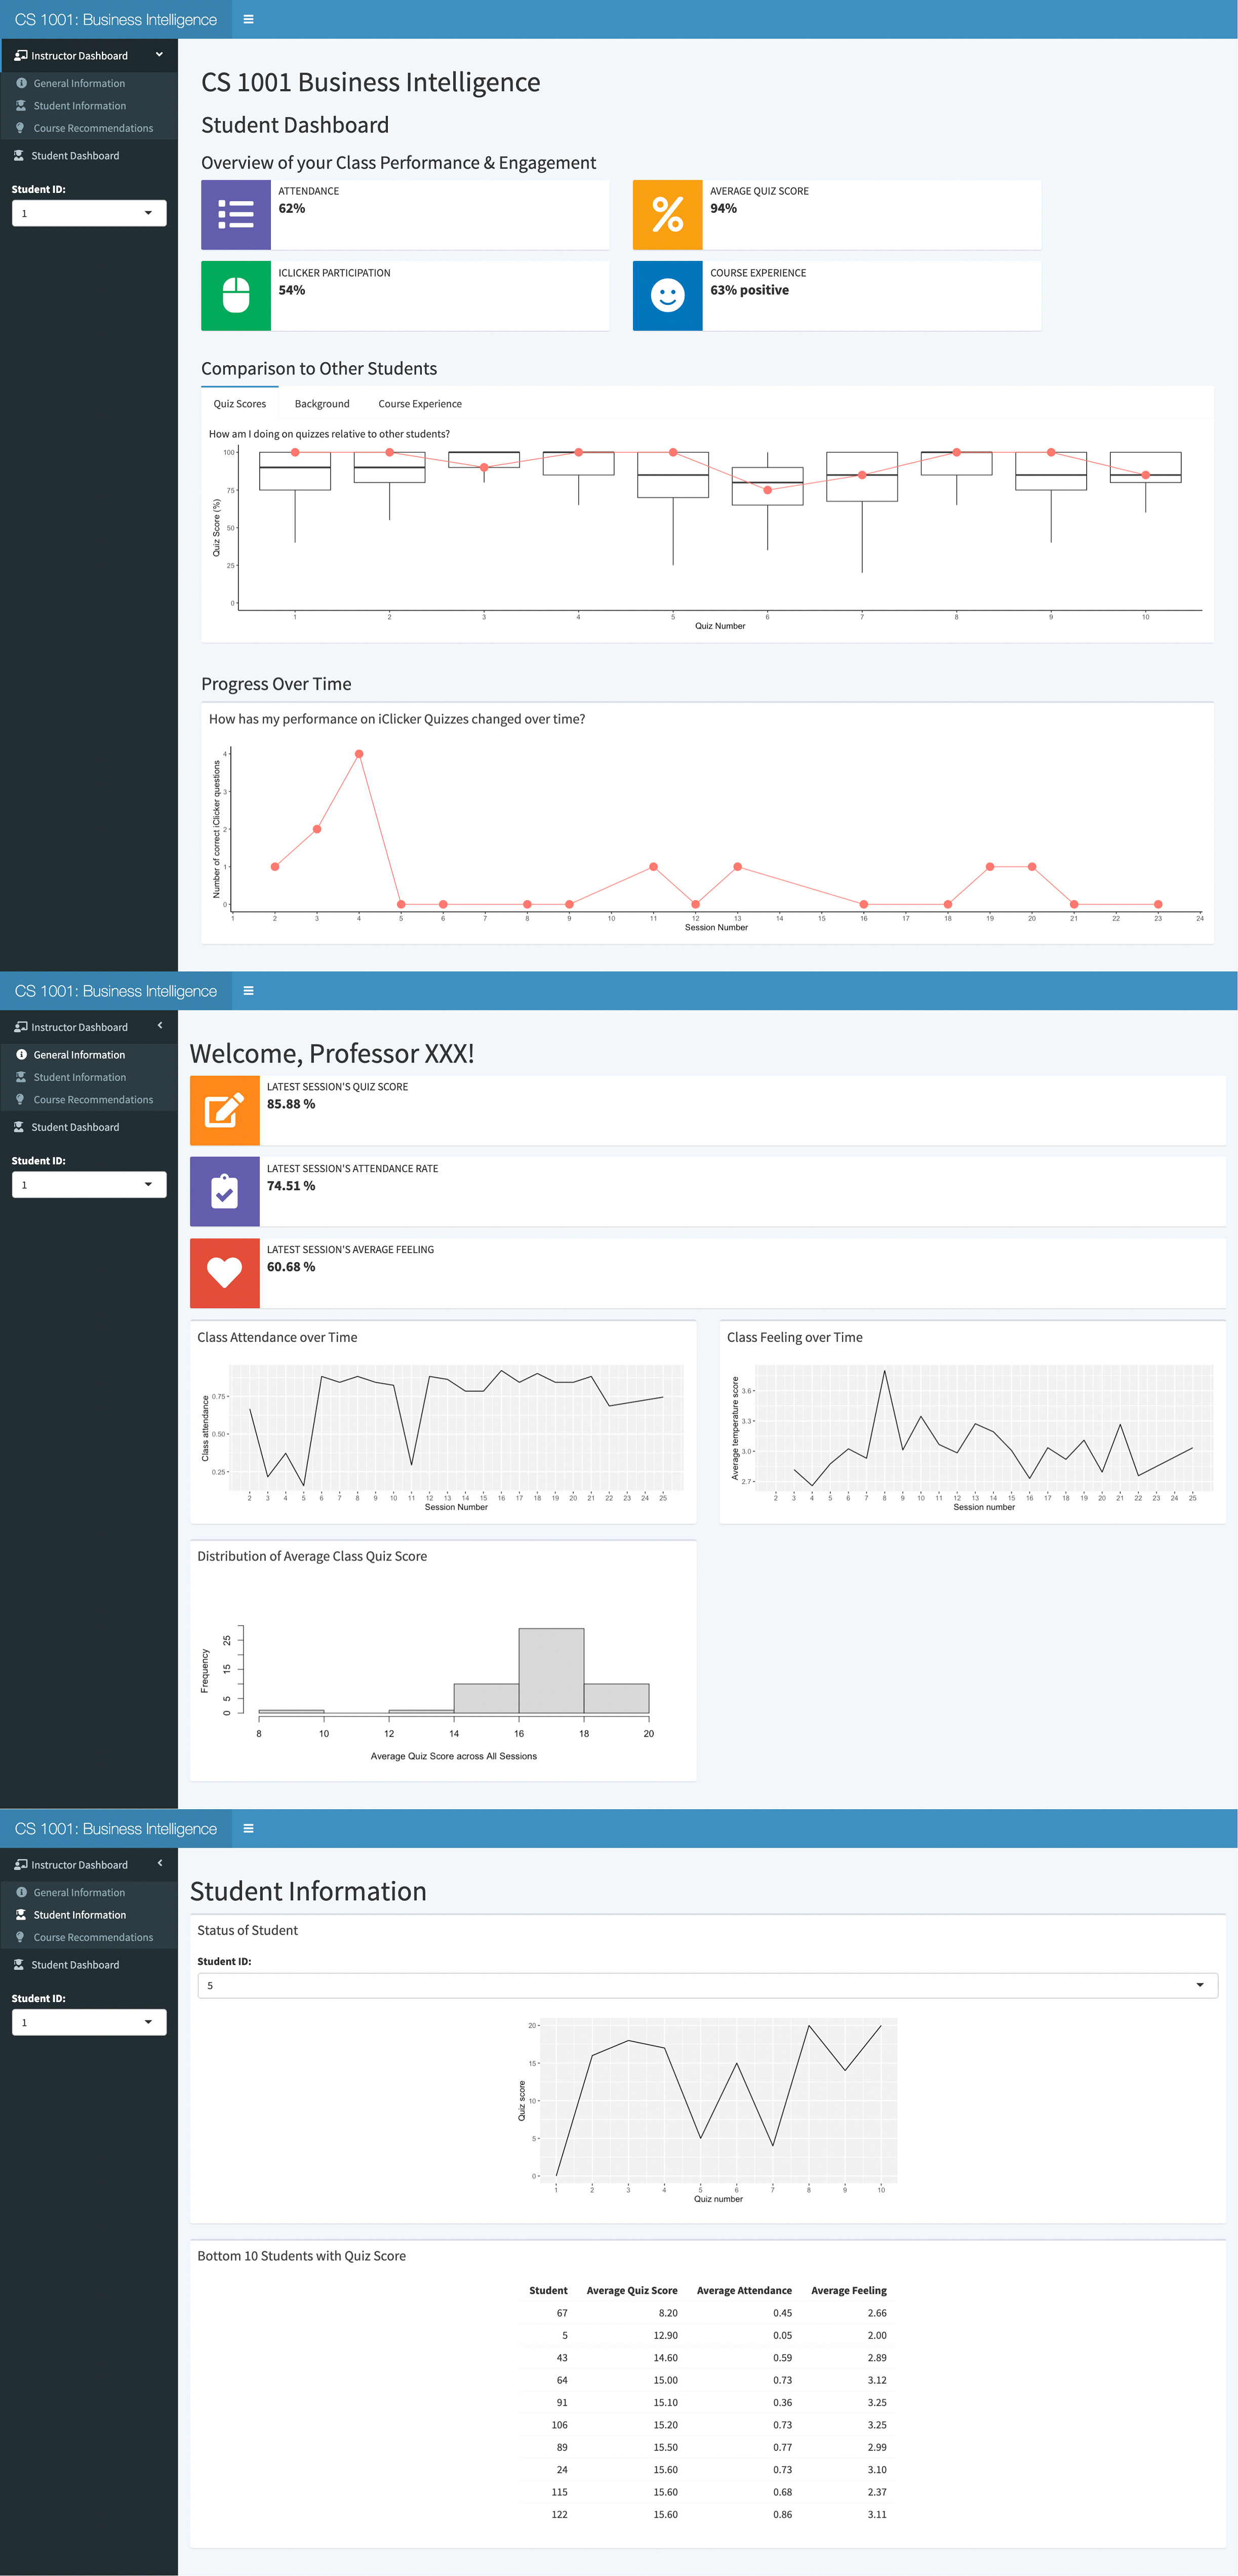 CS 1001: Business Intelligence
Instructor Dashboard
General Information
Student Information
Course Recommendations
Student Dashboard
Student ID:
1
CS 1001 Business Intelligence
Student Dashboard
Overview of your Class Performance & Engagement
ATTENDANCE
62%
AVERAGE QUIZ SCORE
94%
ICLICKER PARTICIPATION
54%
COURSE EXPERIENCE
63% positive
Comparison to Other Students
Quiz Scores Background Course Experience
How am I doing on quizzes relative to other students?
Quiz Score (%)
100
75
50
25
0
1 2 3 4 5 6 7 8 9 10
Quiz Number
Progress Over Time
How has my performance on iClicker Quizzes changed over time?
Number of correct iClicker questions
4
3
2
1
0
1 2 3 4 5 6 7 8 9 10 11 12 13 14 15 16 17 18 19 20 21 22 23 24
Session Number
CS 1001: Business Intelligence
Instructor Dashboard
General Information
Student Information
Course Recommendations
Student Dashboard
Student ID:
1
Welcome, Professor XXX!
LATEST SESSION'S QUIZ SCORE
85.88 %
LATEST SESSION'S ATTENDANCE RATE
74.51 %
LATEST SESSION'S AVERAGE FEELING
60.68 %
Class Attendance over Time
Class attendance
0.75
0.50
0.25
2 3 4 5 6 7 8 9 10 11 12 13 14 15 16 17 18 19 20 21 22 23 24 25
Session Number
Class Feeling over Time
Average temperature score
3.6
3.3
3.0
2.7
2 3 4 5 6 7 8 9 10 11 12 13 14 15 16 17 18 19 20 21 22 23 24 25
Session number
Distribution of Average Class Quiz Score
Frequency
25
15
5
0
8 10 12 14 16 18 20
Average Quiz Score across All Sessions
CS 1001: Business Intelligence
Instructor Dashboard
General Information
Student Information
Course Recommendations
Student Dashboard
Student ID:
1
Student Information
Status of Student
Student ID:
5
Quiz score
20
15
10
5
0
1 2 3 4 5 6 7 8 9 10
Quiz number
Bottom 10 Students with Quiz Score
Student Average Quiz Score Average Attendance Average Feeling
67 8.20 0.45 2.66
5 12.90 0.05 2.00
43 14.60 0.59 2.89
64 15.00 0.73 3.12
91 15.10 0.36 3.25
106 15.20 0.73 3.25
89 15.50 0.77 2.99
24 15.60 0.73 3.10
115 15.60 0.68 2.37
122 15.60 0.86 3.11